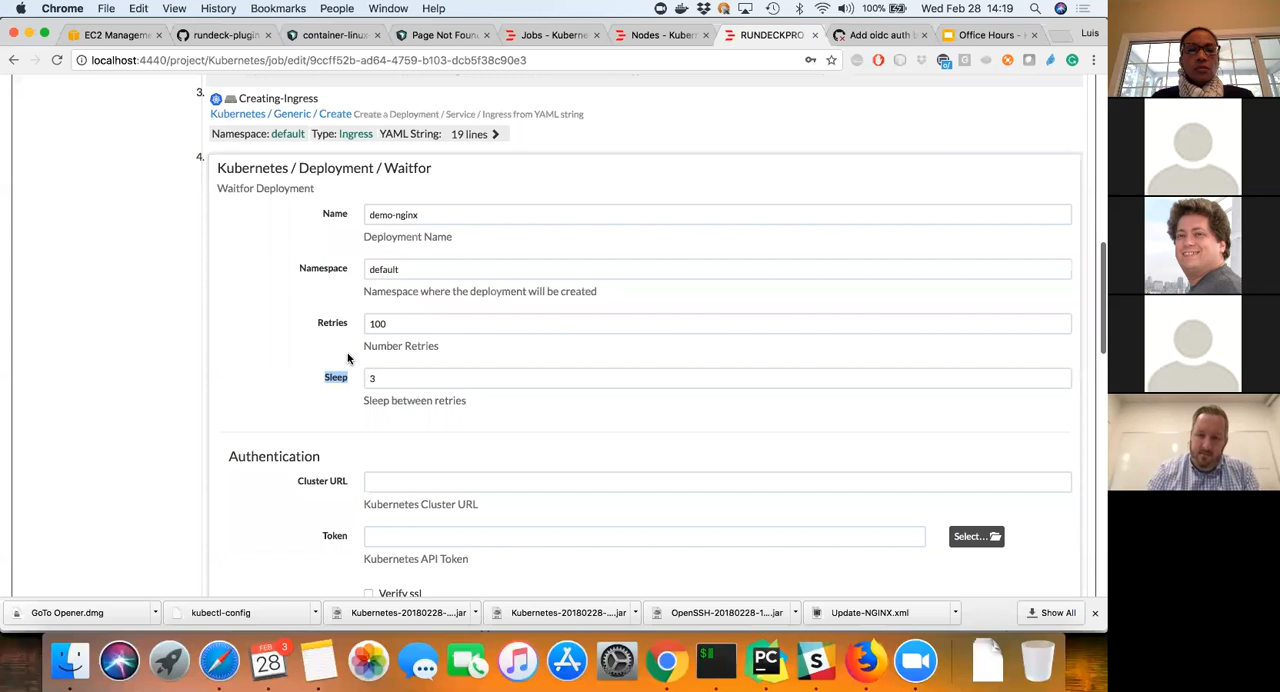 Chrome File Edit View History Bookmarks People Window Help 100% Wed Feb 28 14:19
EC2 Manageme
rundeck-plugin
container-linux
Page Not Foun
Jobs - Kuberne
Nodes - Kuber
RUNDECKPRO
Add oidc auth b
Office Hours -
Luis
localhost:4440/project/Kubernetes/job/edit/9ccff52b-ad64-4759-b103-dcb5f38c90e3
3.
Creating-Ingress
Kubernetes / Generic / Create Create a Deployment / Service / Ingress from YAML string
Namespace: default Type: Ingress YAML String: 19 lines
4.
Kubernetes / Deployment / Waitfor
Waitfor Deployment
Name demo-nginx
Deployment Name
Namespace default
Namespace where the deployment will be created
Retries 100
Number Retries
Sleep 3
Sleep between retries
Authentication
Cluster URL
Kubernetes Cluster URL
Token Select...
Kubernetes API Token
Verify ssl
GoTo Opener.dmg
kubectl-config
Kubernetes-20180228-....jar
Kubernetes-20180228-....jar
OpenSSH-20180228-1....jar
Update-NGINX.xml
Show All
FEB 3
28
$
PC
S